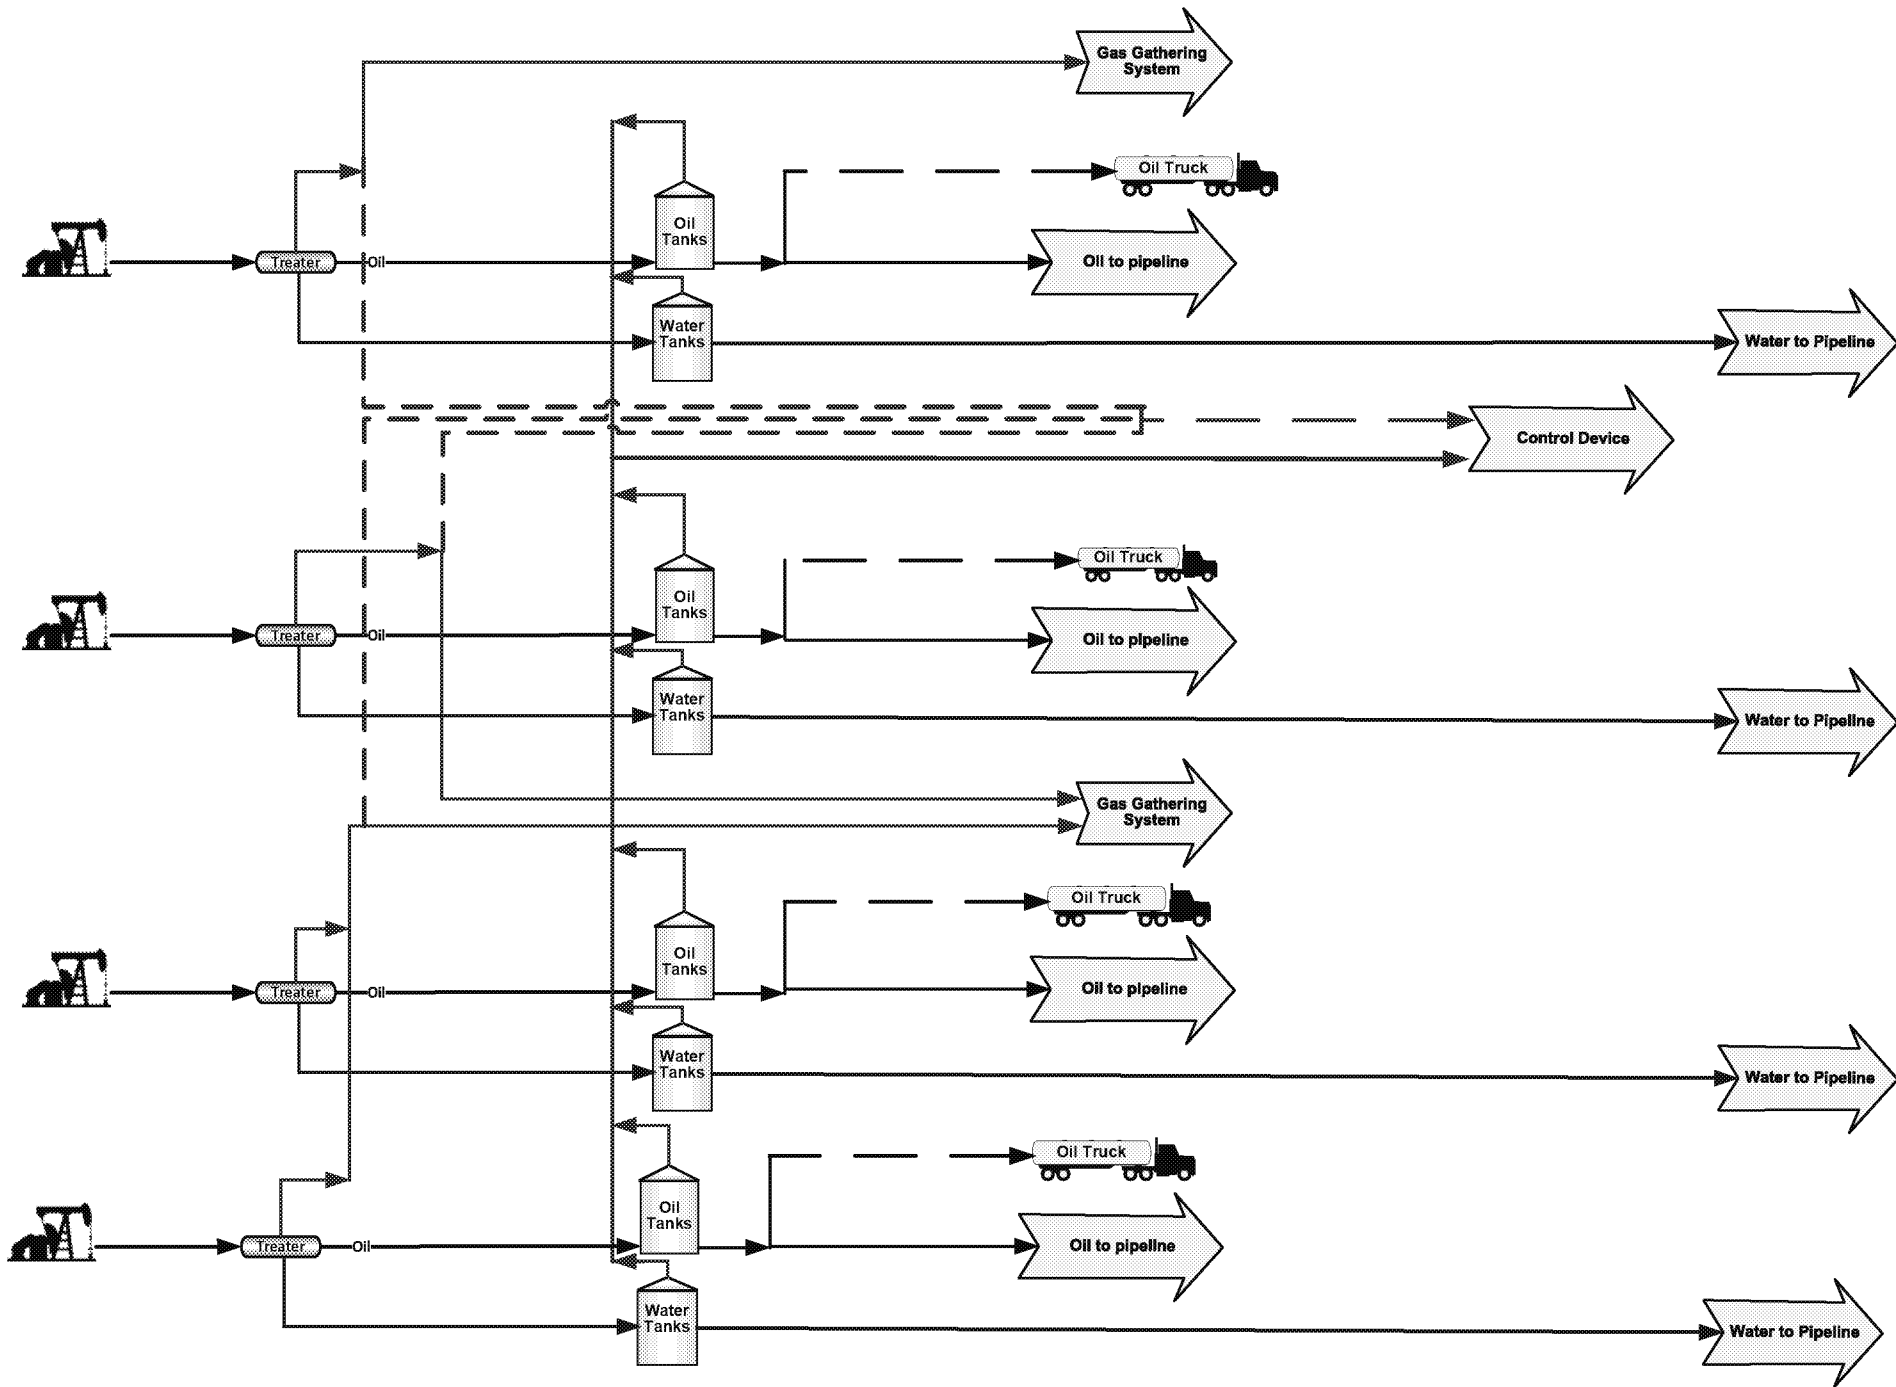 Gas Gathering
System
Oil Truck
Oil
Tanks
Treater
Oil
Oil to pipeline
Water
Tanks
Water to Pipeline
Control Device
Oil Truck
Oil
Tanks
Treater
Oil
Oil to pipeline
Water
Tanks
Water to Pipeline
Gas Gathering
System
Oil Truck
Oil
Tanks
Treater
Oil
Oil to pipeline
Water
Tanks
Water to Pipeline
Oil Truck
Oil
Tanks
Treater
Oil
Oil to pipeline
Water
Tanks
Water to Pipeline